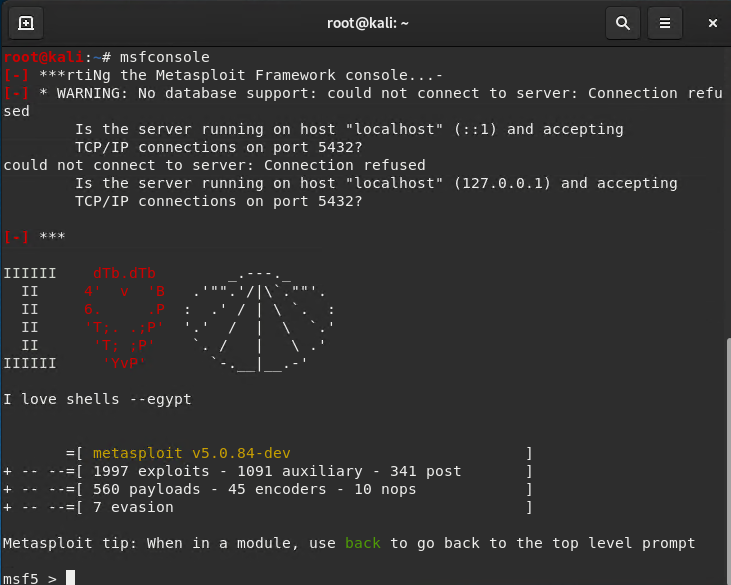 root@kali: ~
root@kali:~# msfconsole
[-] ***rtiNg the Metasploit Framework console...-
[-] * WARNING: No database support: could not connect to server: Connection refu
sed
        Is the server running on host "localhost" (::1) and accepting
        TCP/IP connections on port 5432?
could not connect to server: Connection refused
        Is the server running on host "localhost" (127.0.0.1) and accepting
        TCP/IP connections on port 5432?
[-] ***
IIIIII    dTb.dTb        _.---._
  II     4'  v  'B   .'"".'/|\`.""'.
  II     6.     .P  :  .' / | \ `.  :
  II     'T;. .;P'  '.'  /  |  \  `.'
  II      'T; ;P'    `. /   |   \ .'
IIIIII     'YvP'       `-.__|__.-'
I love shells --egypt
       =[ metasploit v5.0.84-dev                          ]
+ -- --=[ 1997 exploits - 1091 auxiliary - 341 post       ]
+ -- --=[ 560 payloads - 45 encoders - 10 nops            ]
+ -- --=[ 7 evasion                                       ]
Metasploit tip: When in a module, use back to go back to the top level prompt
msf5 >